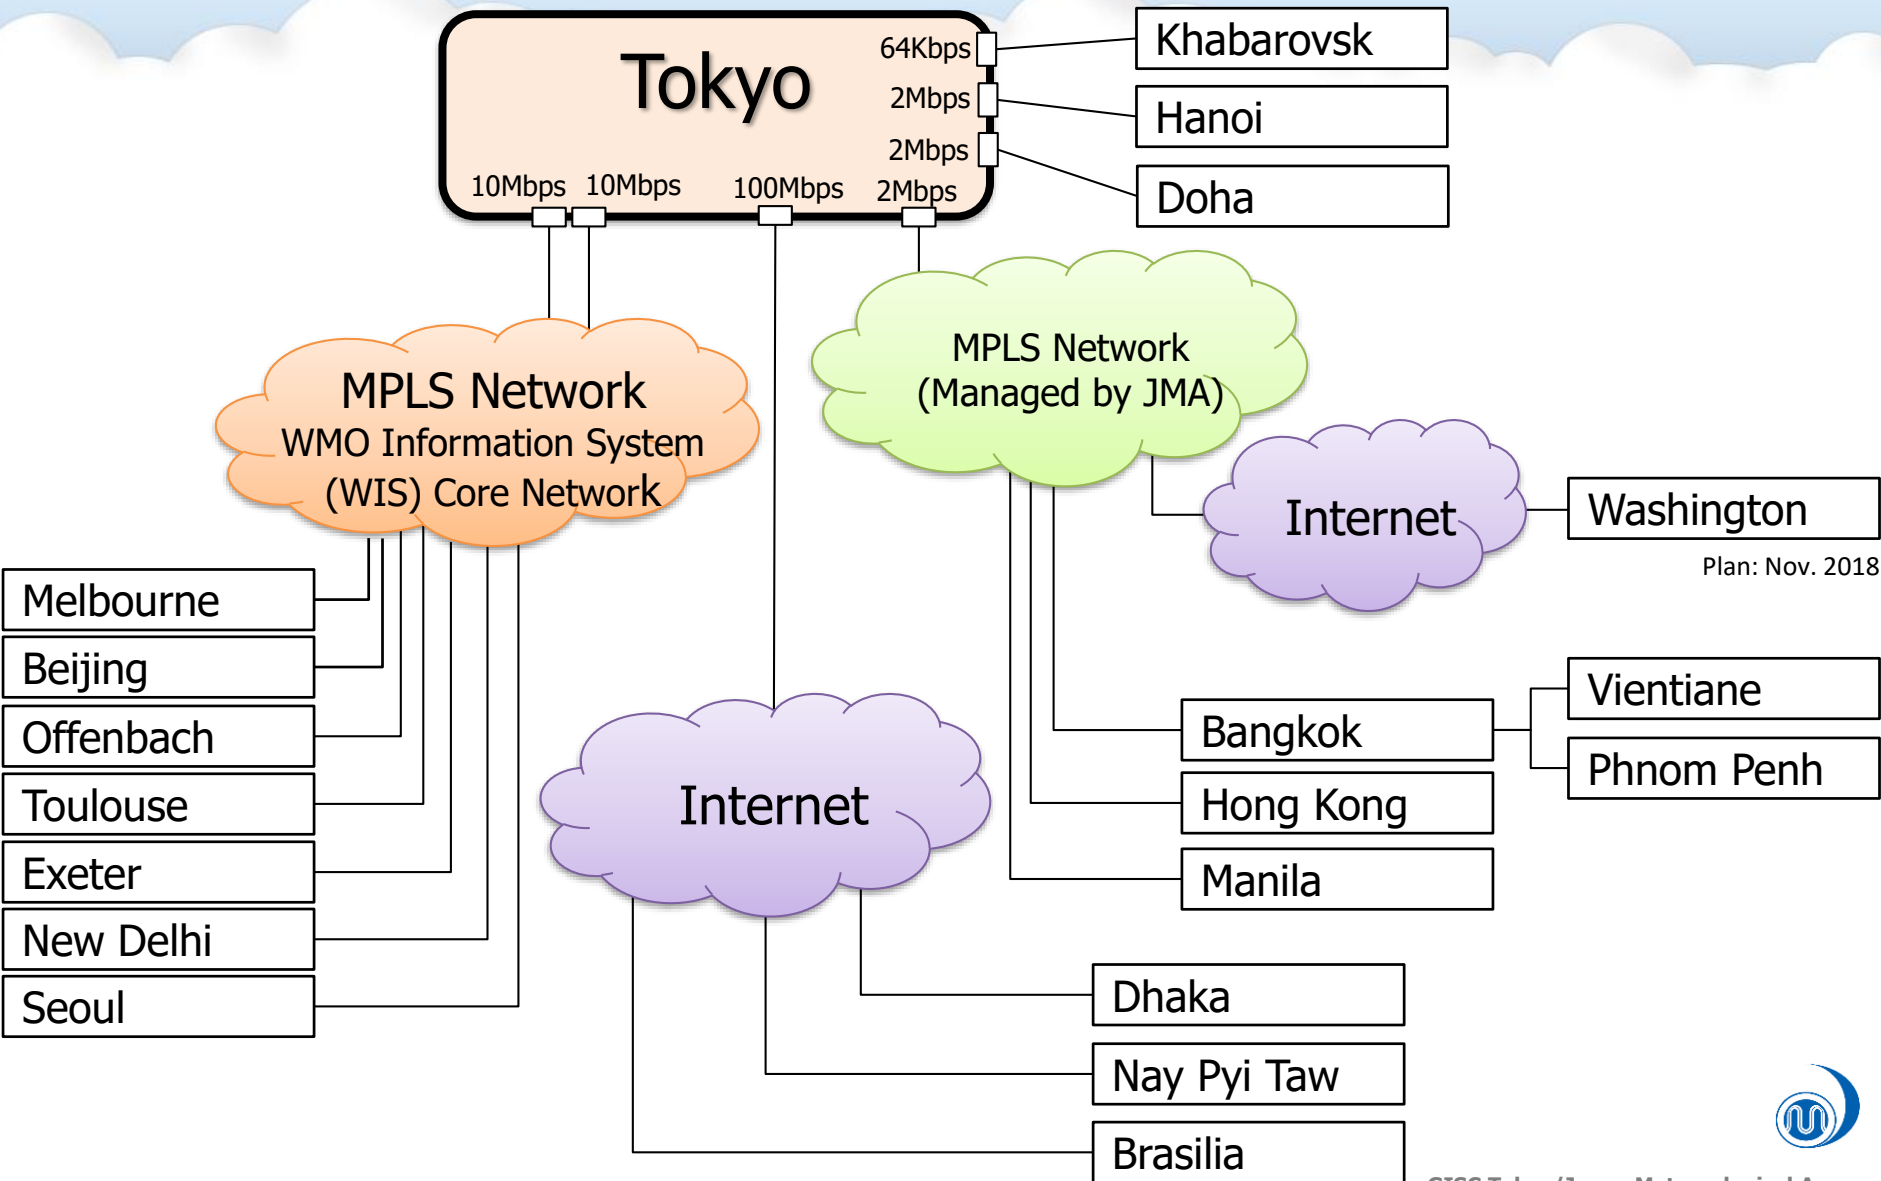 Tokyo
64Kbps
2Mbps
2Mbps
10Mbps
10Mbps
100Mbps
2Mbps
Khabarovsk
Hanoi
Doha
MPLS Network
WMO Information System
(WIS) Core Network
MPLS Network
(Managed by JMA)
Internet
Washington
Plan: Nov. 2018
Melbourne
Beijing
Offenbach
Toulouse
Exeter
New Delhi
Seoul
Internet
Bangkok
Hong Kong
Manila
Vientiane
Phnom Penh
Dhaka
Nay Pyi Taw
Brasilia